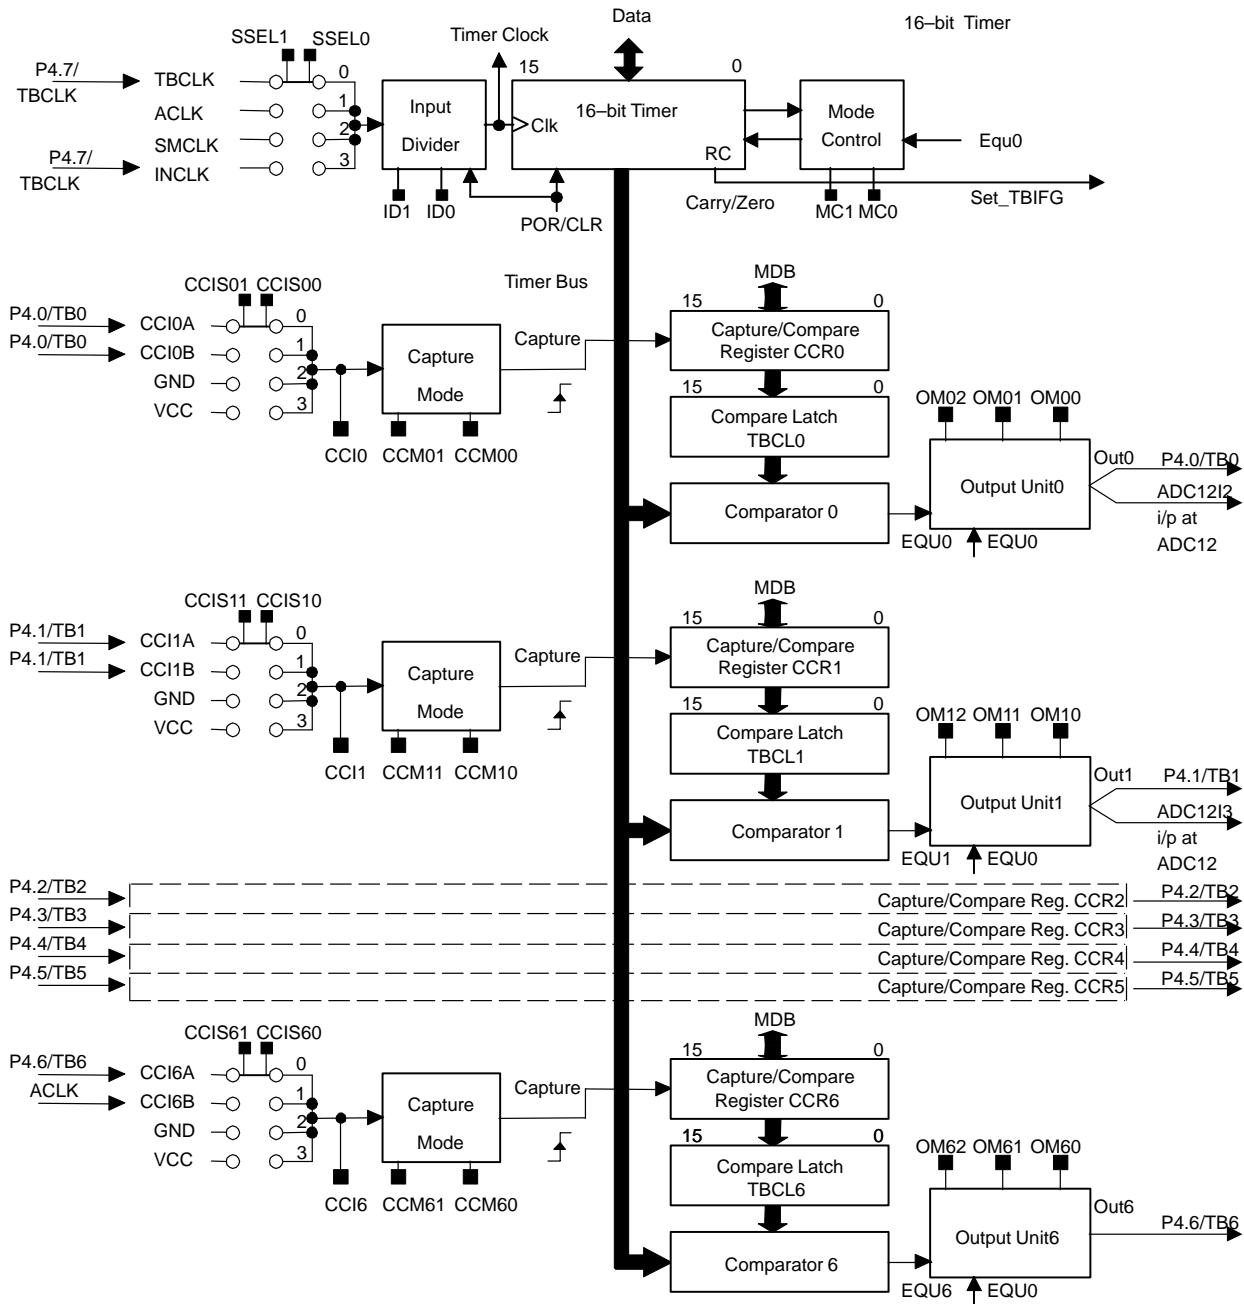 Data
16–bit Timer
SSEL1 SSEL0
Timer Clock
15 0
P4.7/
TBCLK
TBCLK
0
ACLK
1
SMCLK
2
P4.7/
TBCLK
INCLK
3
Input
Divider
Clk
16–bit Timer
RC
Mode
Control
Equ0
ID1 ID0
POR/CLR
Carry/Zero
MC1 MC0
Set_TBIFG
Timer Bus
CCIS01 CCIS00
P4.0/TB0
P4.0/TB0
CCI0A
0
CCI0B
1
GND
2
VCC
3
CCI0
Capture
Mode
CCM01 CCM00
Capture
MDB
15 0
Capture/Compare
Register CCR0
15 0
Compare Latch
TBCL0
Comparator 0
EQU0
EQU0
OM02 OM01 OM00
Output Unit0
Out0
P4.0/TB0
ADC12I2
i/p at
ADC12
CCIS11 CCIS10
P4.1/TB1
P4.1/TB1
CCI1A
0
CCI1B
1
GND
2
VCC
3
CCI1
Capture
Mode
CCM11 CCM10
Capture
MDB
15 0
Capture/Compare
Register CCR1
15 0
Compare Latch
TBCL1
Comparator 1
EQU1
EQU0
OM12 OM11 OM10
Output Unit1
Out1
P4.1/TB1
ADC12I3
i/p at
ADC12
P4.2/TB2
Capture/Compare Reg. CCR2
P4.2/TB2
P4.3/TB3
Capture/Compare Reg. CCR3
P4.3/TB3
P4.4/TB4
Capture/Compare Reg. CCR4
P4.4/TB4
P4.5/TB5
Capture/Compare Reg. CCR5
P4.5/TB5
CCIS61 CCIS60
P4.6/TB6
ACLK
CCI6A
0
CCI6B
1
GND
2
VCC
3
CCI6
Capture
Mode
CCM61 CCM60
Capture
MDB
15 0
Capture/Compare
Register CCR6
15 0
Compare Latch
TBCL6
Comparator 6
EQU6
EQU0
OM62 OM61 OM60
Output Unit6
Out6
P4.6/TB6